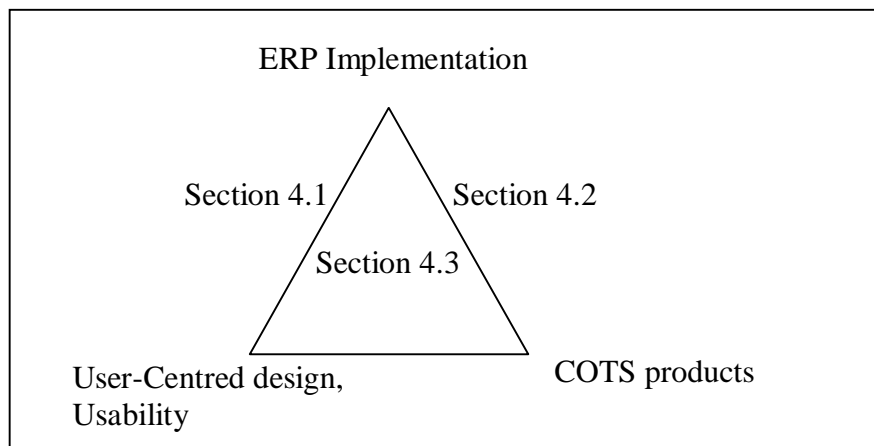 ERP Implementation
Section 4.1
Section 4.2
Section 4.3
User-Centred design,
Usability
COTS products